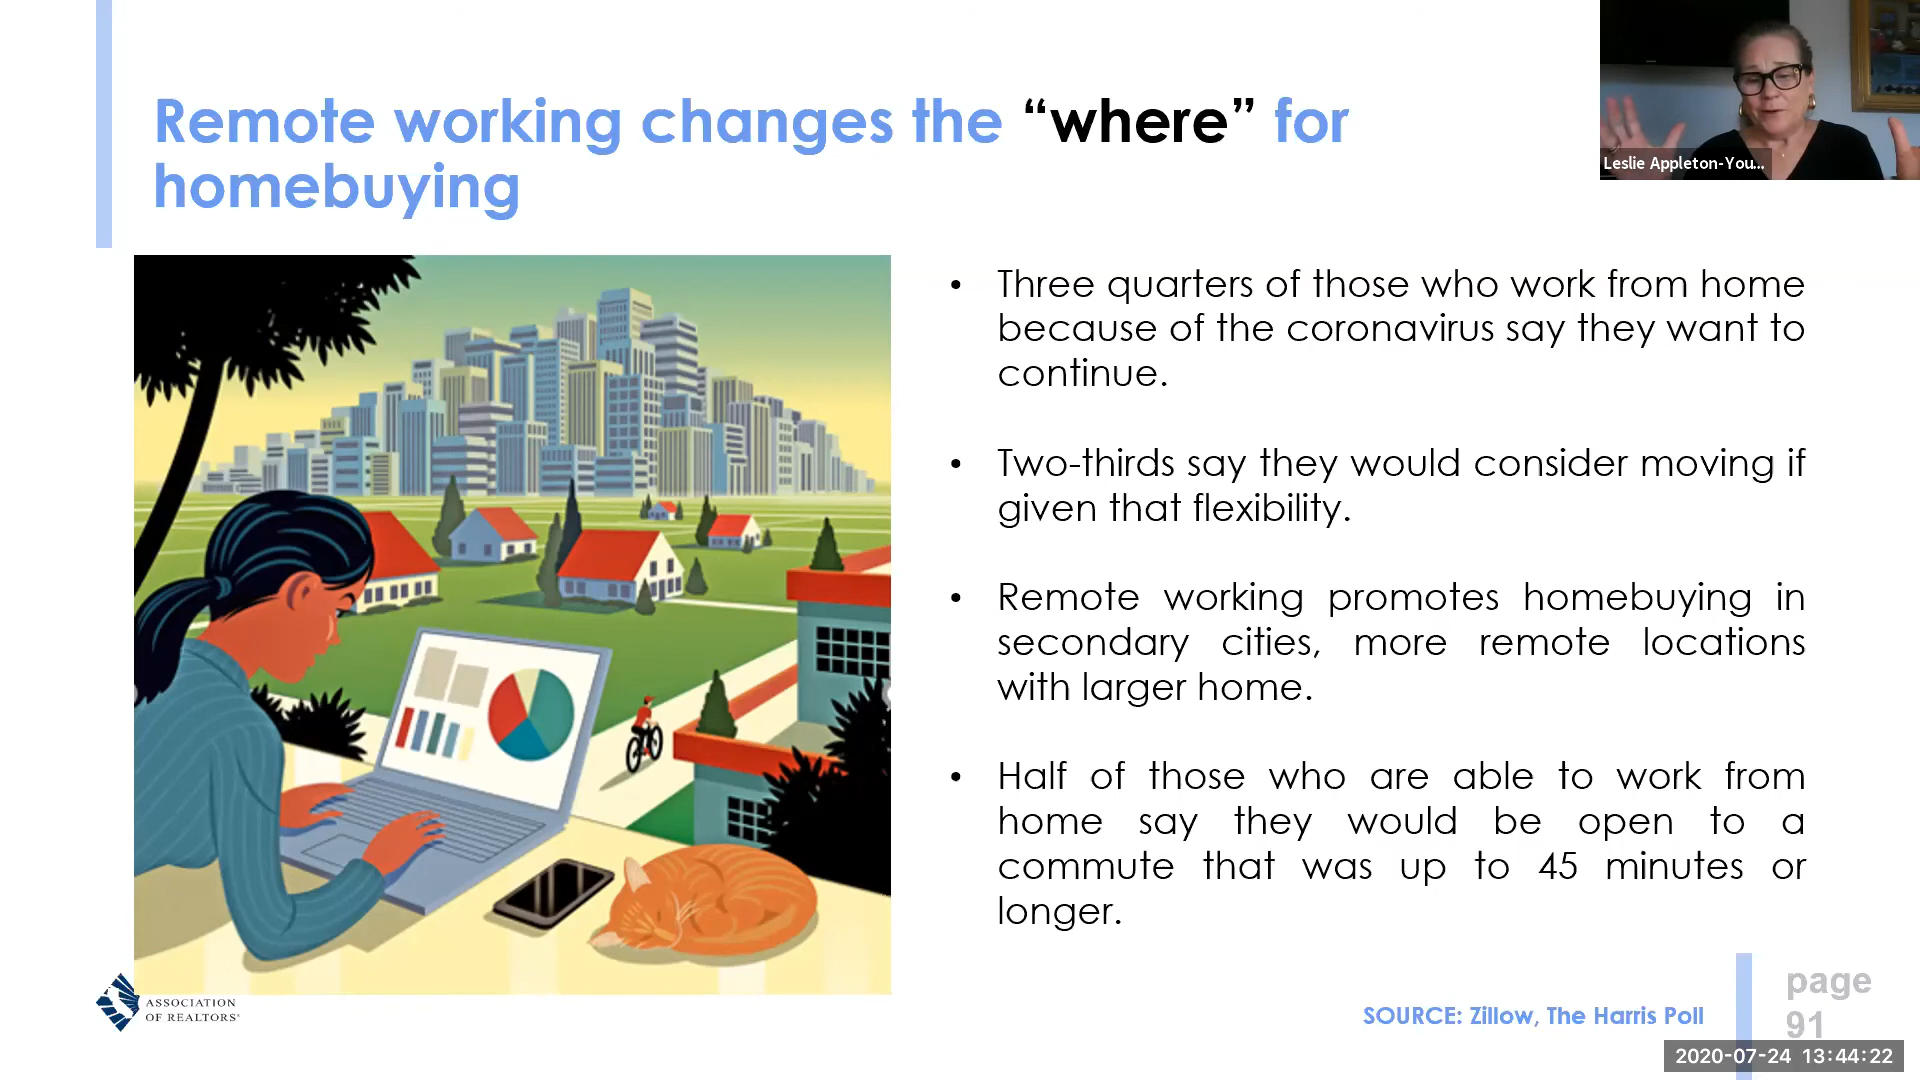 Remote working changes the “where” for
homebuying
Leslie Appleton-You...
• Three quarters of those who work from home
because of the coronavirus say they want to
continue.
• Two-thirds say they would consider moving if
given that flexibility.
• Remote working promotes homebuying in
secondary cities, more remote locations
with larger home.
• Half of those who are able to work from
home say they would be open to a
commute that was up to 45 minutes or
longer.
ASSOCIATION
OF REALTORS®
SOURCE: Zillow, The Harris Poll
page
91
2020-07-24 13:44:22